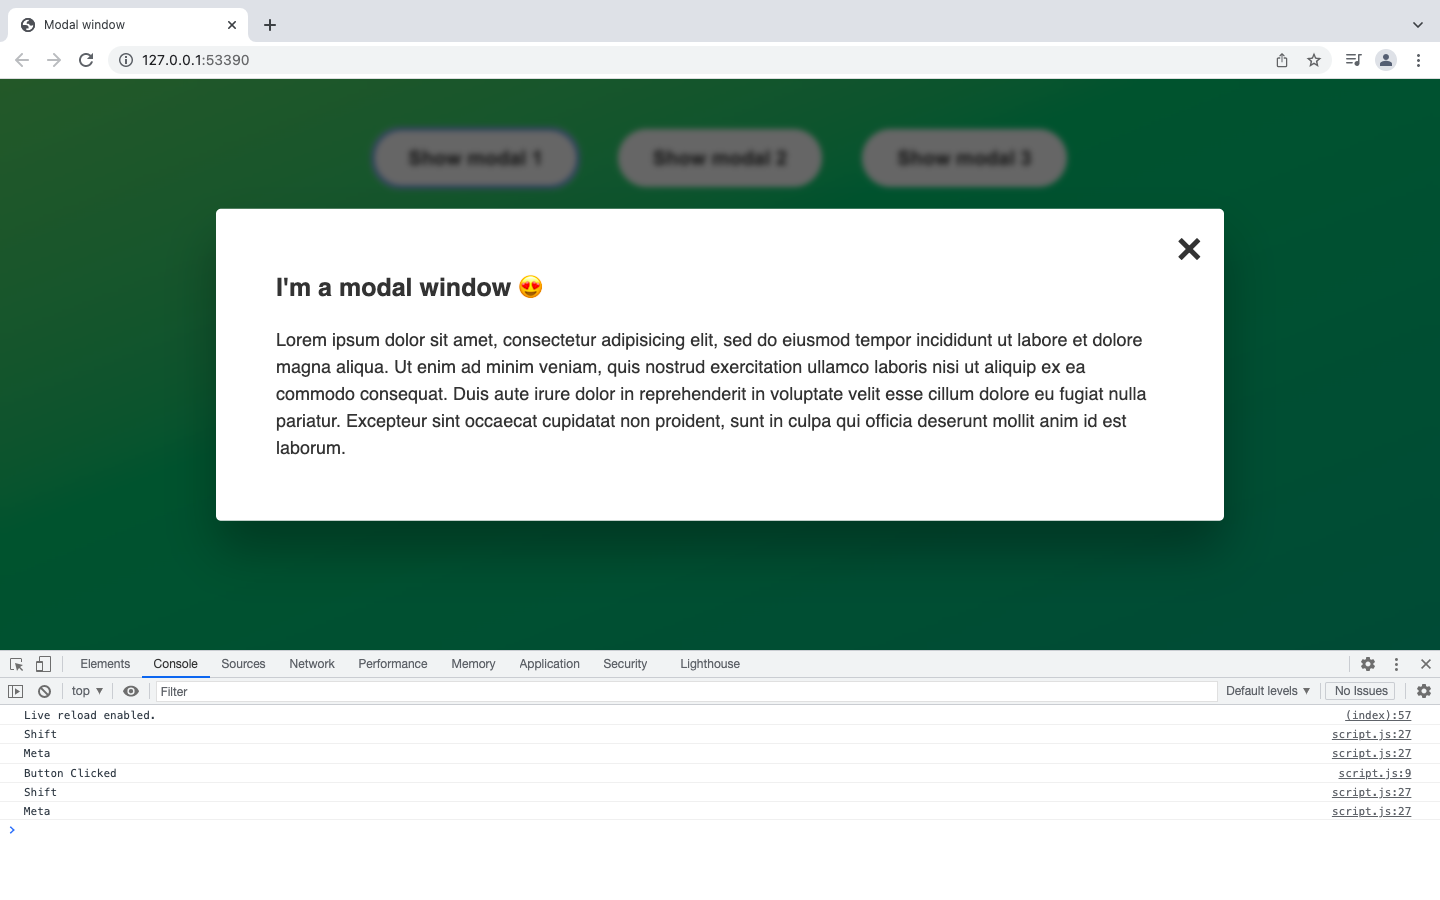 Modal window
127.0.0.1:53390
Show modal 1
Show modal 2
Show modal 3
I'm a modal window 😍
Lorem ipsum dolor sit amet, consectetur adipisicing elit, sed do eiusmod tempor incididunt ut labore et dolore
magna aliqua. Ut enim ad minim veniam, quis nostrud exercitation ullamco laboris nisi ut aliquip ex ea
commodo consequat. Duis aute irure dolor in reprehenderit in voluptate velit esse cillum dolore eu fugiat nulla
pariatur. Excepteur sint occaecat cupidatat non proident, sunt in culpa qui officia deserunt mollit anim id est
laborum.
Elements Console Sources Network Performance Memory Application Security Lighthouse
top ▼ Filter Default levels ▼ No Issues
Live reload enabled. (index):57
Shift script.js:27
Meta script.js:27
Button Clicked script.js:9
Shift script.js:27
Meta script.js:27